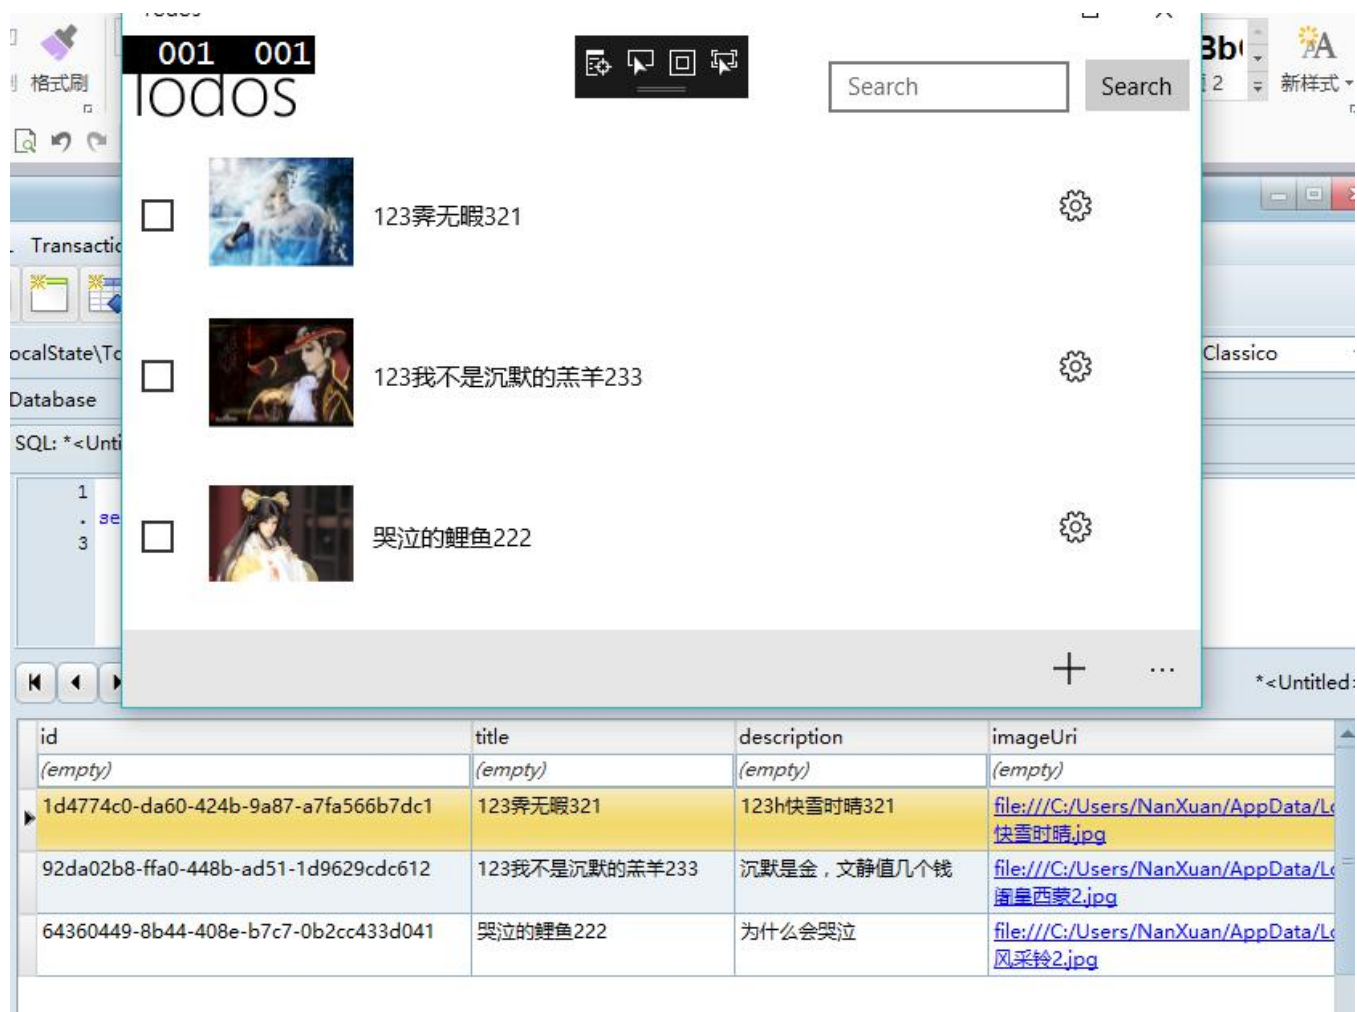 001 001
Todos
Search
Search
格式刷
2
新样式
123霁无暇321
123我不是沉默的羔羊233
哭泣的鲤鱼222
Transactio
ocalState\To
Classico
Database
SQL: *<Unti
1
. se
3
*<Untitled>
id title description imageUri
(empty) (empty) (empty) (empty)
1d4774c0-da60-424b-9a87-a7fa566b7dc1 123霁无暇321 123h快雪时晴321 file:///C:/Users/NanXuan/AppData/Lo
快雪时晴.jpg
92da02b8-ffa0-448b-ad51-1d9629cdc612 123我不是沉默的羔羊233 沉默是金，文静值几个钱 file:///C:/Users/NanXuan/AppData/Lo
阇皇西蒙2.jpg
64360449-8b44-408e-b7c7-0b2cc433d041 哭泣的鲤鱼222 为什么会哭泣 file:///C:/Users/NanXuan/AppData/Lo
风采铃2.jpg